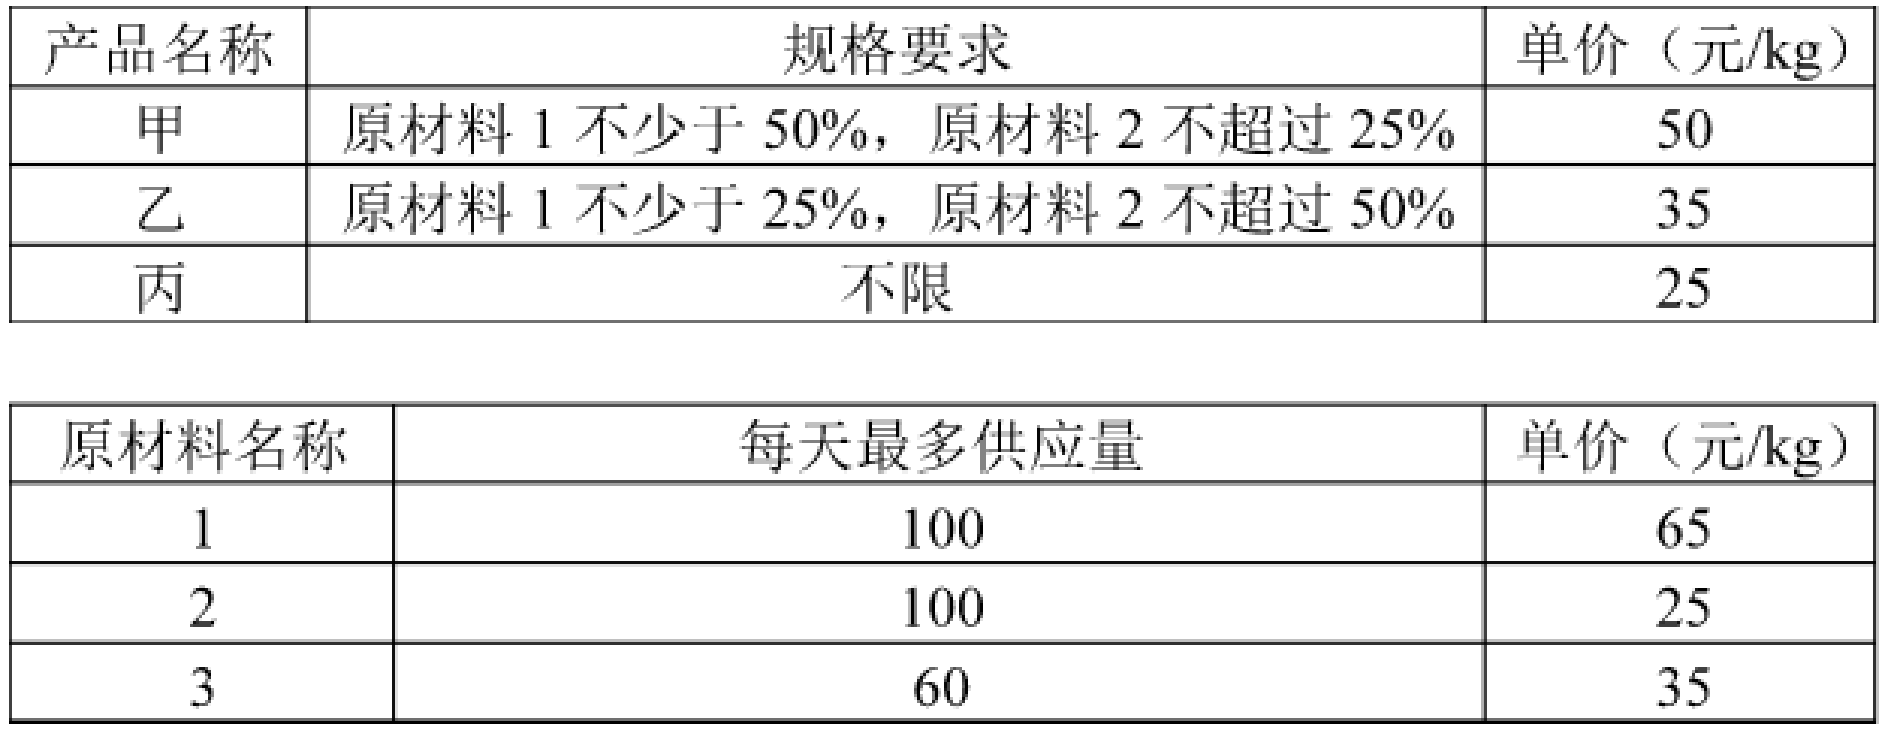 产品名称 规格要求 单价（元/kg）
甲 原材料 1 不少于 50%，原材料 2 不超过 25% 50
乙 原材料 1 不少于 25%，原材料 2 不超过 50% 35
丙 不限 25
原材料名称 每天最多供应量 单价（元/kg）
1 100 65
2 100 25
3 60 35